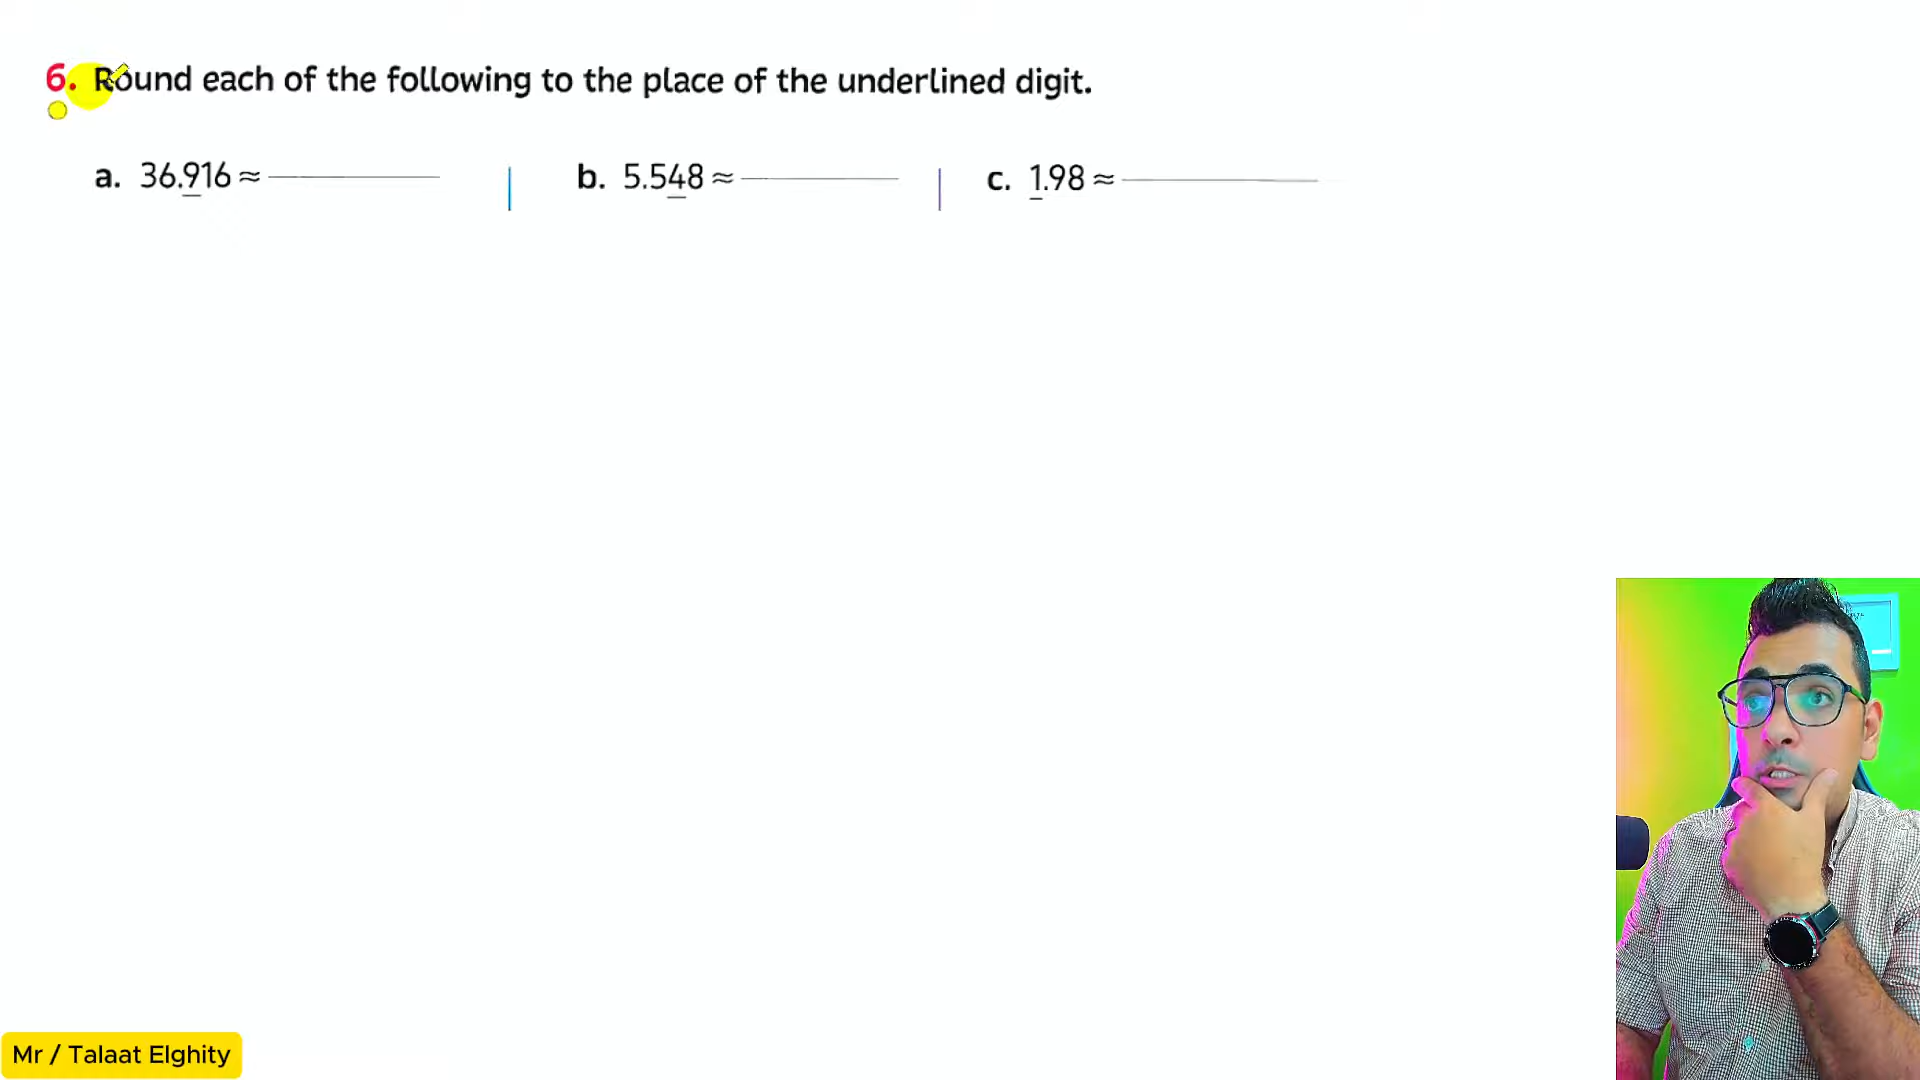 6. Round each of the following to the place of the underlined digit.
a. 36.916 ≈
b. 5.548 ≈
c. 1.98 ≈
Mr / Talaat Elghity